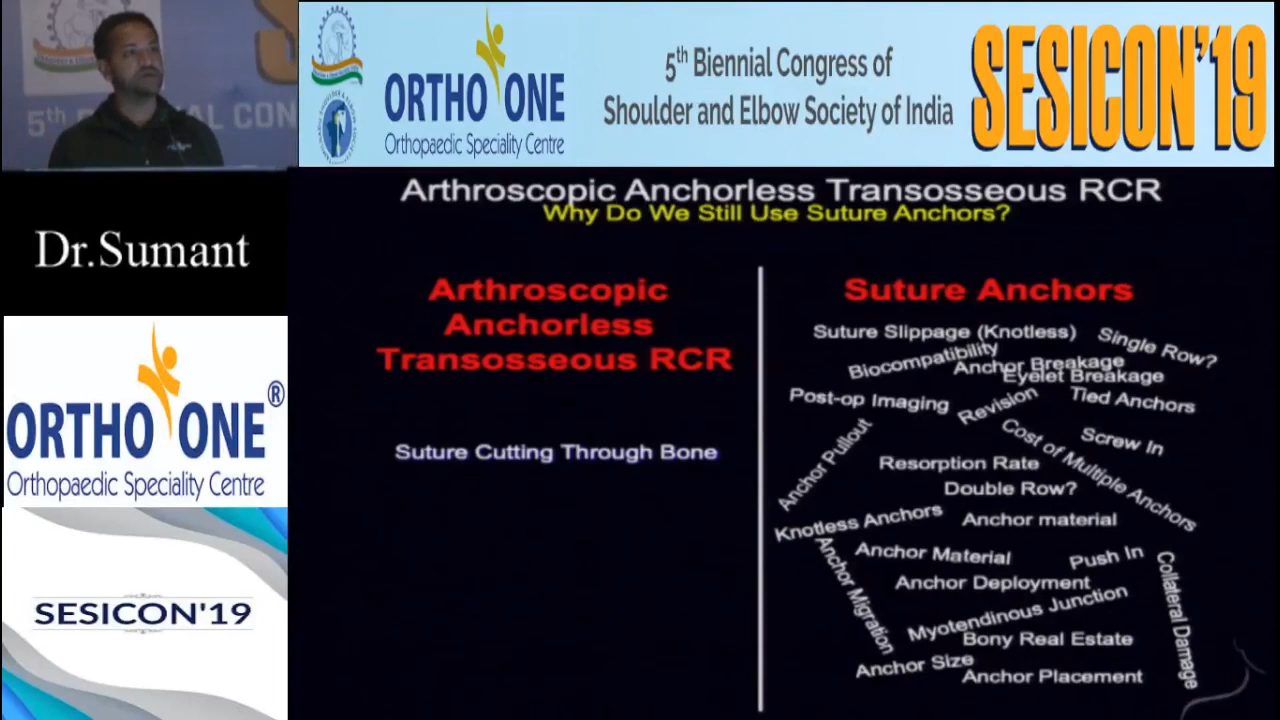 5th Biennial Congress of
Shoulder and Elbow Society of India
SESICON'19
ORTHO ONE
Orthopaedic Speciality Centre
Dr.Sumant
ORTHO ONE®
Orthopaedic Speciality Centre
SESICON'19
Arthroscopic Anchorless Transosseous RCR
Why Do We Still Use Suture Anchors?
Arthroscopic
Anchorless
Transosseous RCR
Suture Cutting Through Bone
Suture Anchors
Suture Slippage (Knotless)
Single Row?
Biocompatibility
Anchor Breakage
Eyelet Breakage
Post-op Imaging
Revision
Tied Anchors
Anchor Pullout
Cost of Multiple Anchors
Screw In
Resorption Rate
Double Row?
Knotless Anchors
Anchor material
Anchor Migration
Anchor Material
Push In
Collateral Damage
Anchor Deployment
Myotendinous Junction
Bony Real Estate
Anchor Size
Anchor Placement